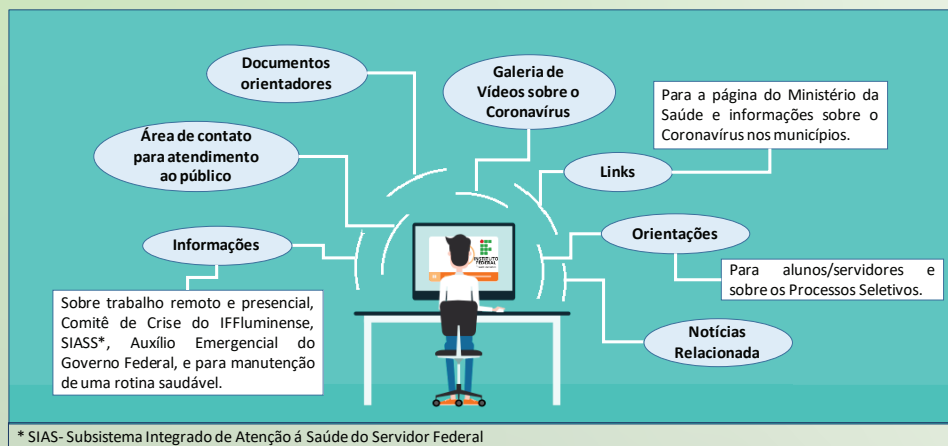 Documentos
orientadores
Galeria de
Vídeos sobre o
Coronavírus
Para a página do Ministério da
Saúde e informações sobre o
Coronavírus nos municípios.
Área de contato
para atendimento
ao público
Links
Informações
INSTITUTO
FEDERAL
Orientações
Para alunos/servidores e
sobre os Processos Seletivos.
Sobre trabalho remoto e presencial,
Comitê de Crise do IFFluminense,
SIASS*, Auxílio Emergencial do
Governo Federal, e para manutenção
de uma rotina saudável.
Notícias
Relacionada
* SIAS- Subsistema Integrado de Atenção á Saúde do Servidor Federal